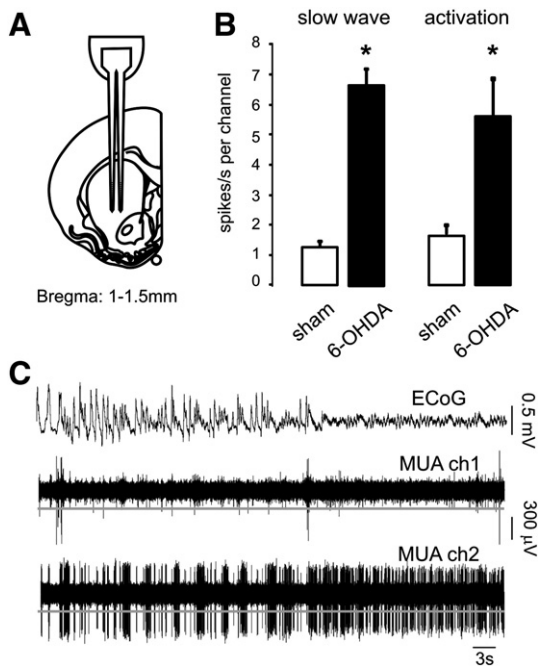 A
Bregma: 1-1.5mm
B
slow wave
activation
* *
spikes/s per channel
8
7
6
5
4
3
2
1
0
sham
6-OHDA
sham
6-OHDA
C
ECoG
0.5 mV
MUA ch1
300 µV
MUA ch2
3s